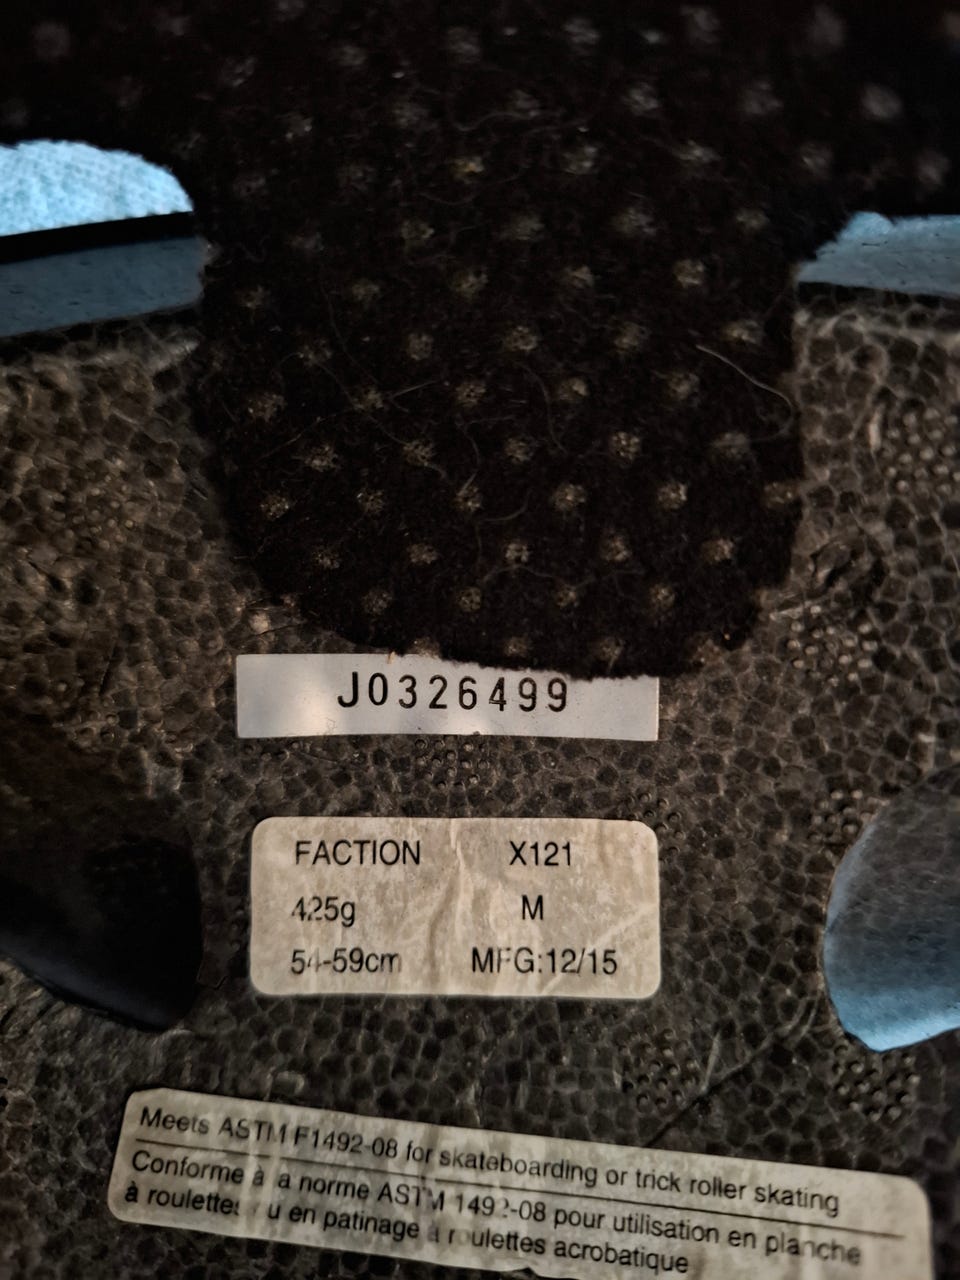 J0326499
FACTION X121
425g M
54-59cm MFG:12/15
Meets ASTM F1492-08 for skateboarding or trick roller skating
Conforme à a norme ASTM 1492-08 pour utilisation en planche
à roulettes u en patinage à roulettes acrobatique